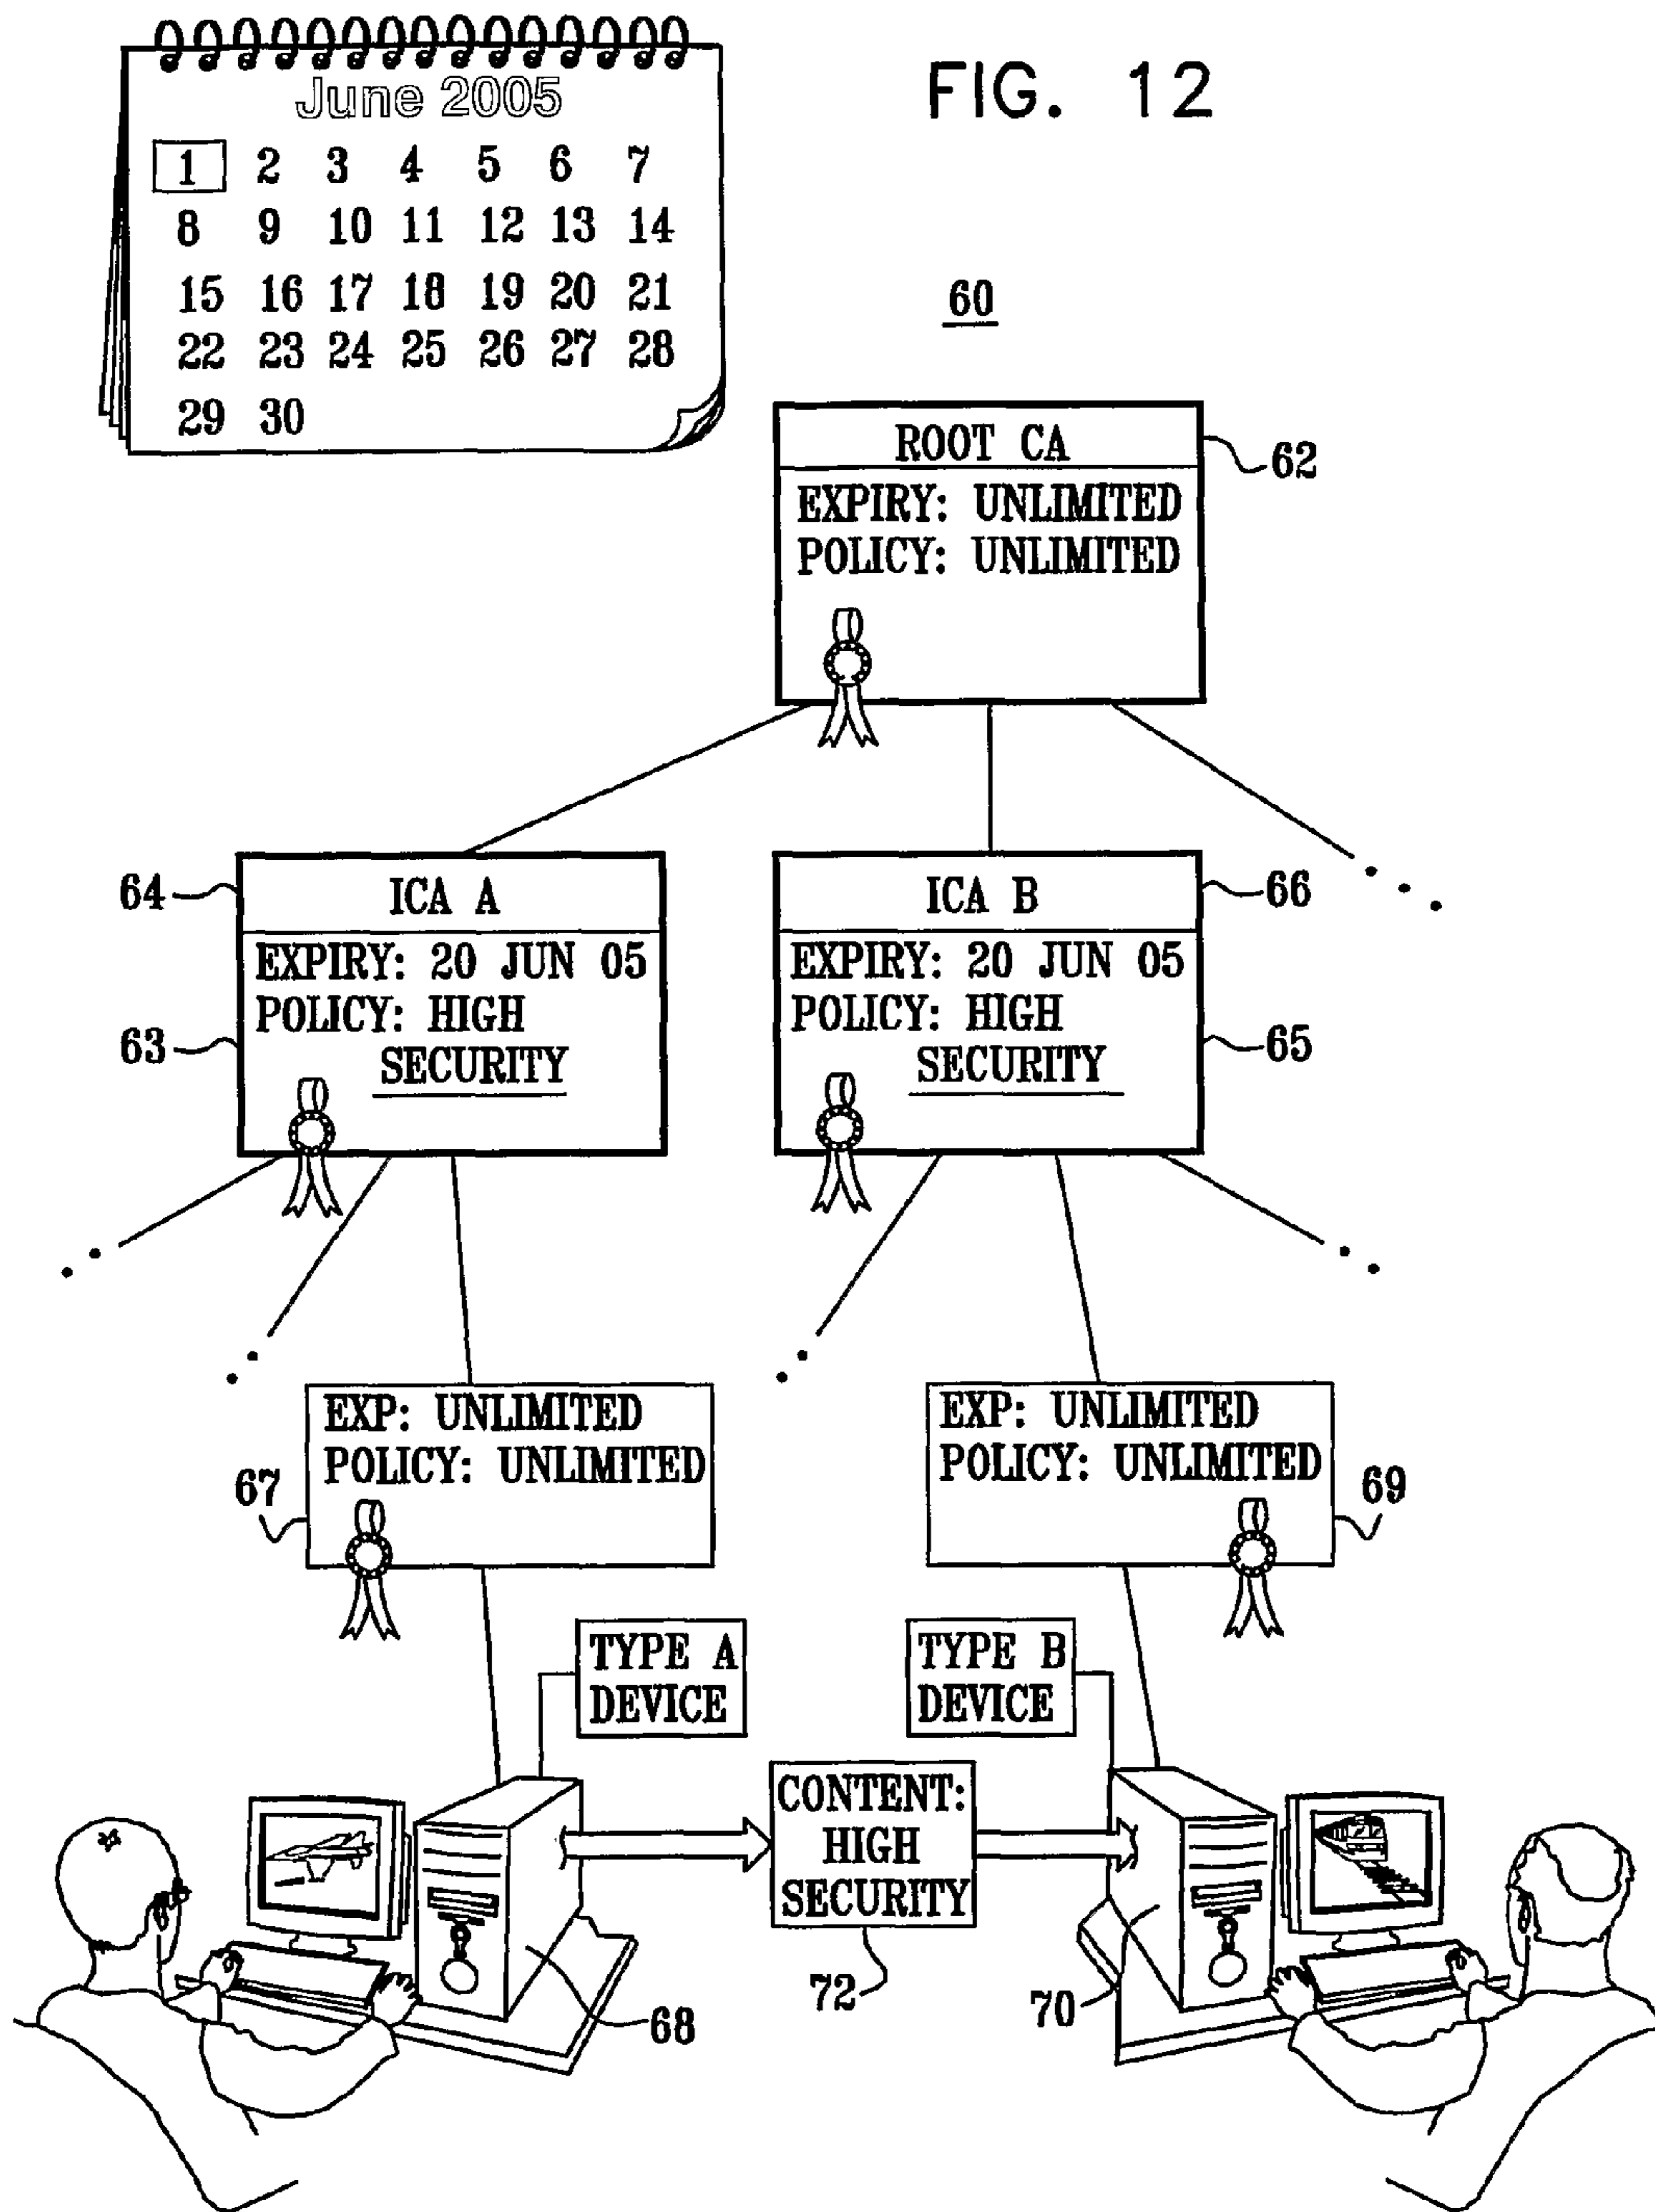 FIG. 12
June 2005
1 2 3 4 5 6 7
8 9 10 11 12 13 14
15 16 17 18 19 20 21
22 23 24 25 26 27 28
29 30
60
ROOT CA
62
EXPIRY: UNLIMITED
POLICY: UNLIMITED
64
ICA A
EXPIRY: 20 JUN 05
POLICY: HIGH
SECURITY
63
ICA B
66
EXPIRY: 20 JUN 05
POLICY: HIGH
SECURITY
65
EXP: UNLIMITED
POLICY: UNLIMITED
67
EXP: UNLIMITED
POLICY: UNLIMITED
69
TYPE A
DEVICE
TYPE B
DEVICE
CONTENT:
HIGH
SECURITY
72
68
70